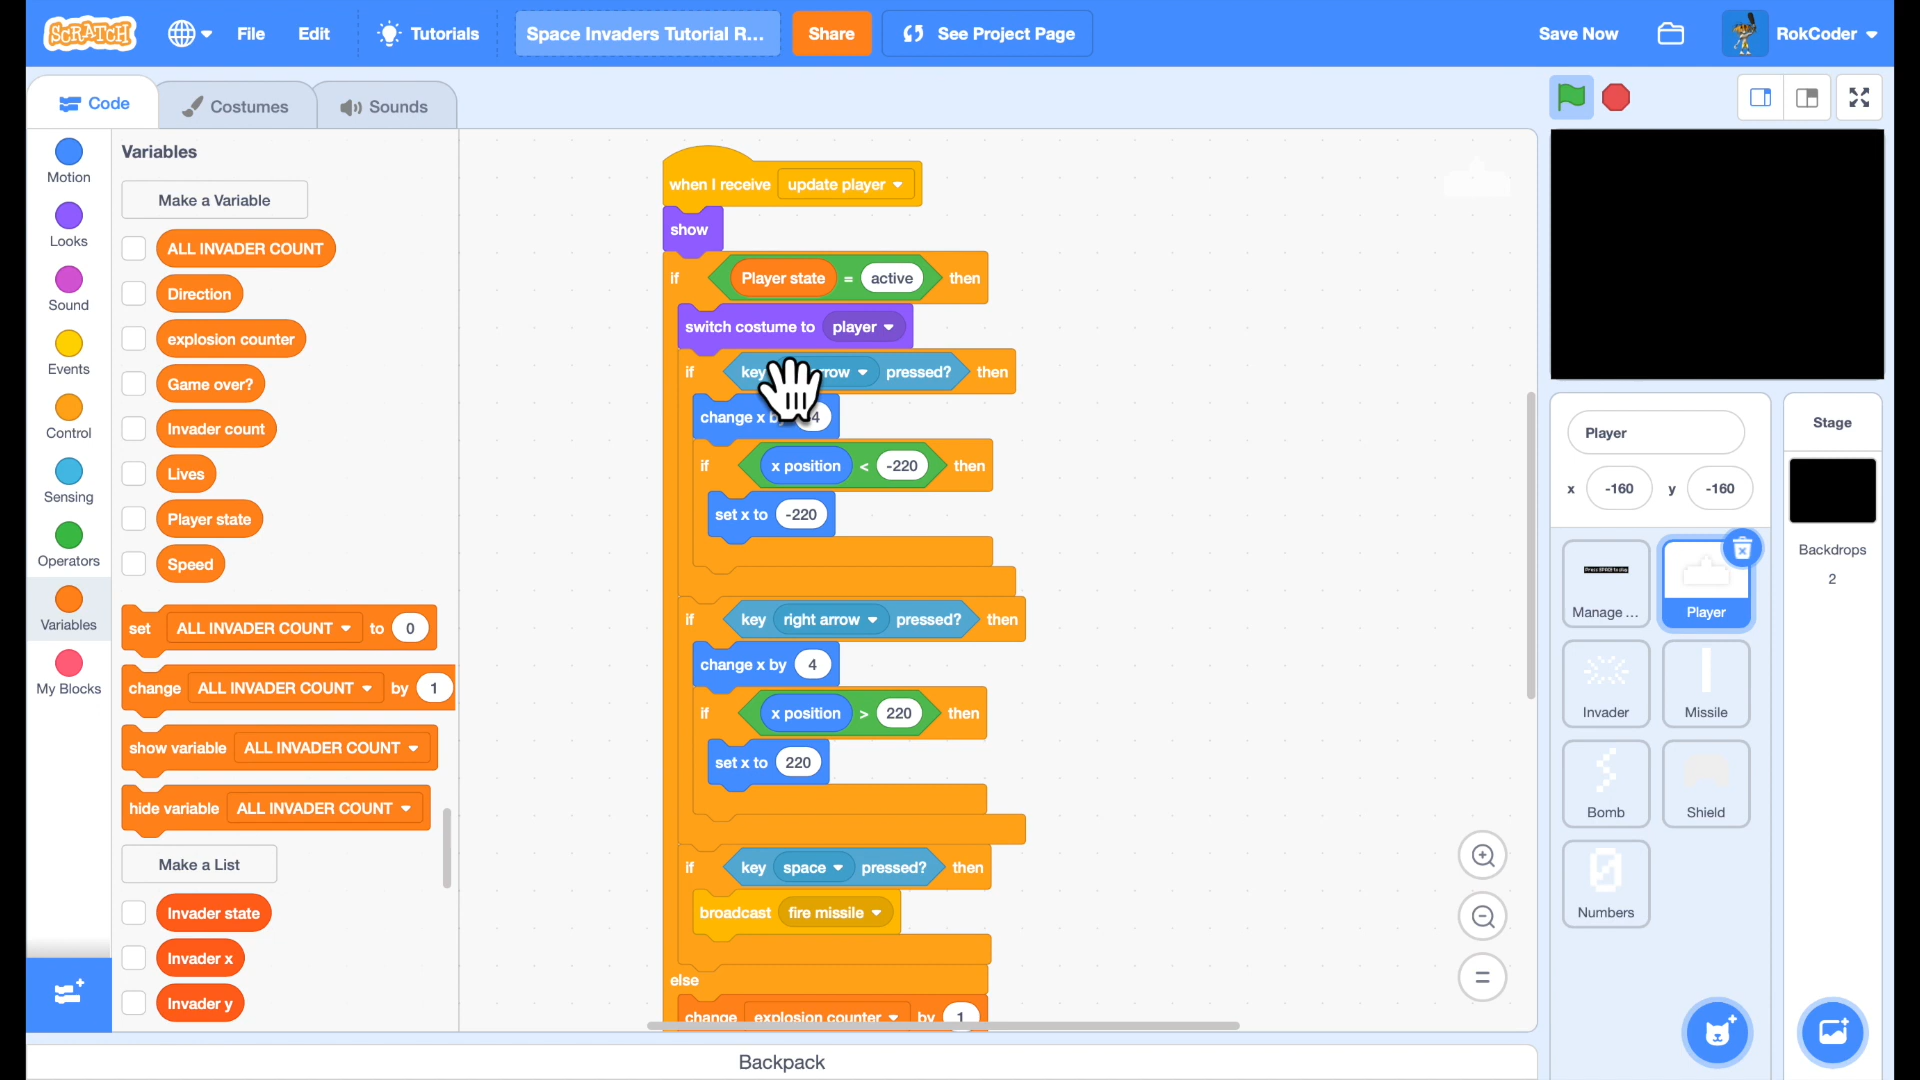 SCRATCH
File
Edit
Tutorials
Space Invaders Tutorial R...
Share
See Project Page
Save Now
RokCoder
Code
Costumes
Sounds
Motion
Looks
Sound
Events
Control
Sensing
Operators
Variables
My Blocks
Variables
Make a Variable
ALL INVADER COUNT
Direction
explosion counter
Game over?
Invader count
Lives
Player state
Speed
set ALL INVADER COUNT to 0
change ALL INVADER COUNT by 1
show variable ALL INVADER COUNT
hide variable ALL INVADER COUNT
Make a List
Invader state
Invader x
Invader y
when I receive update player
show
if Player state = active then
switch costume to player
if key rrow pressed? then
change x b 4
if x position < -220 then
set x to -220
if key right arrow pressed? then
change x by 4
if x position > 220 then
set x to 220
if key space pressed? then
broadcast fire missile
else
change explosion counter by 1
Backpack
Player
x -160 y -160
Press SPACE to play
Manage ...
Player
Invader
Missile
Bomb
Shield
0
Numbers
Stage
Backdrops
2